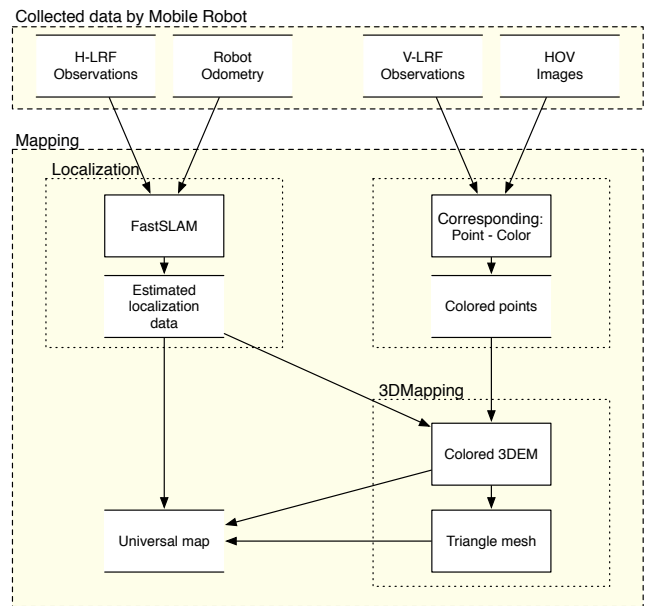 Collected data by Mobile Robot
H-LRF
Observations
Robot
Odometry
V-LRF
Observations
HOV
Images
Mapping
Localization
FastSLAM
Corresponding:
Point - Color
Estimated
localization
data
Colored points
3DMapping
Colored 3DEM
Universal map
Triangle mesh